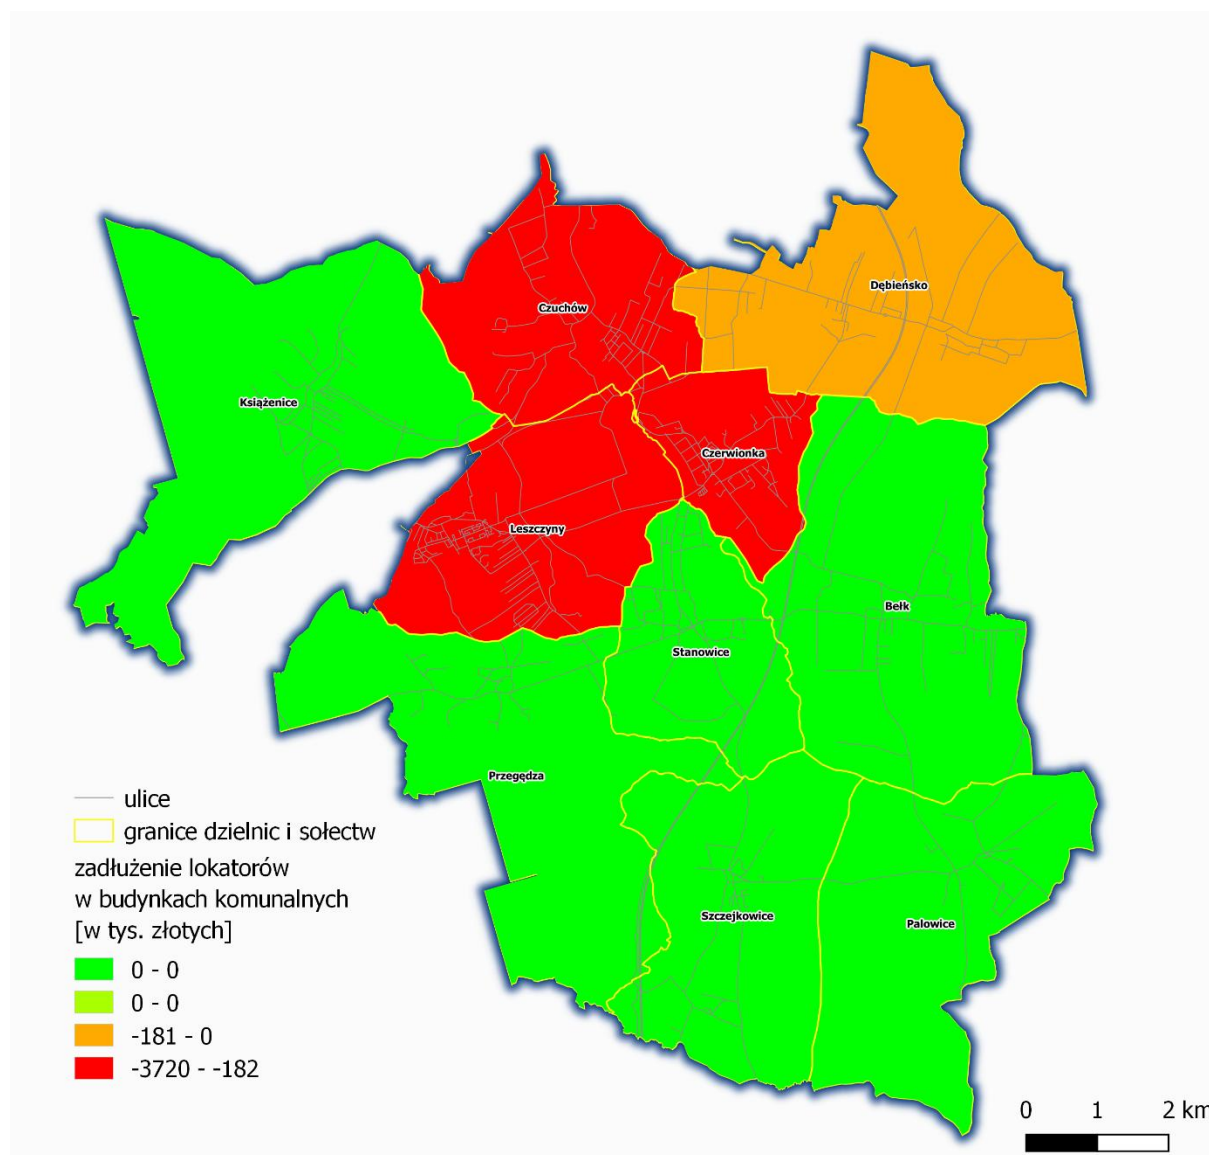 Dębieńsko
Czuchów
Książenice
Czerwionka
Leszczyny
Bełk
Stanowice
Przegędza
Szczejkowice
Palowice
ulice
granice dzielnic i sołectw
zadłużenie lokatorów
w budynkach komunalnych
[w tys. złotych]
0 - 0
0 - 0
-181 - 0
-3720 - -182
0 1 2 km